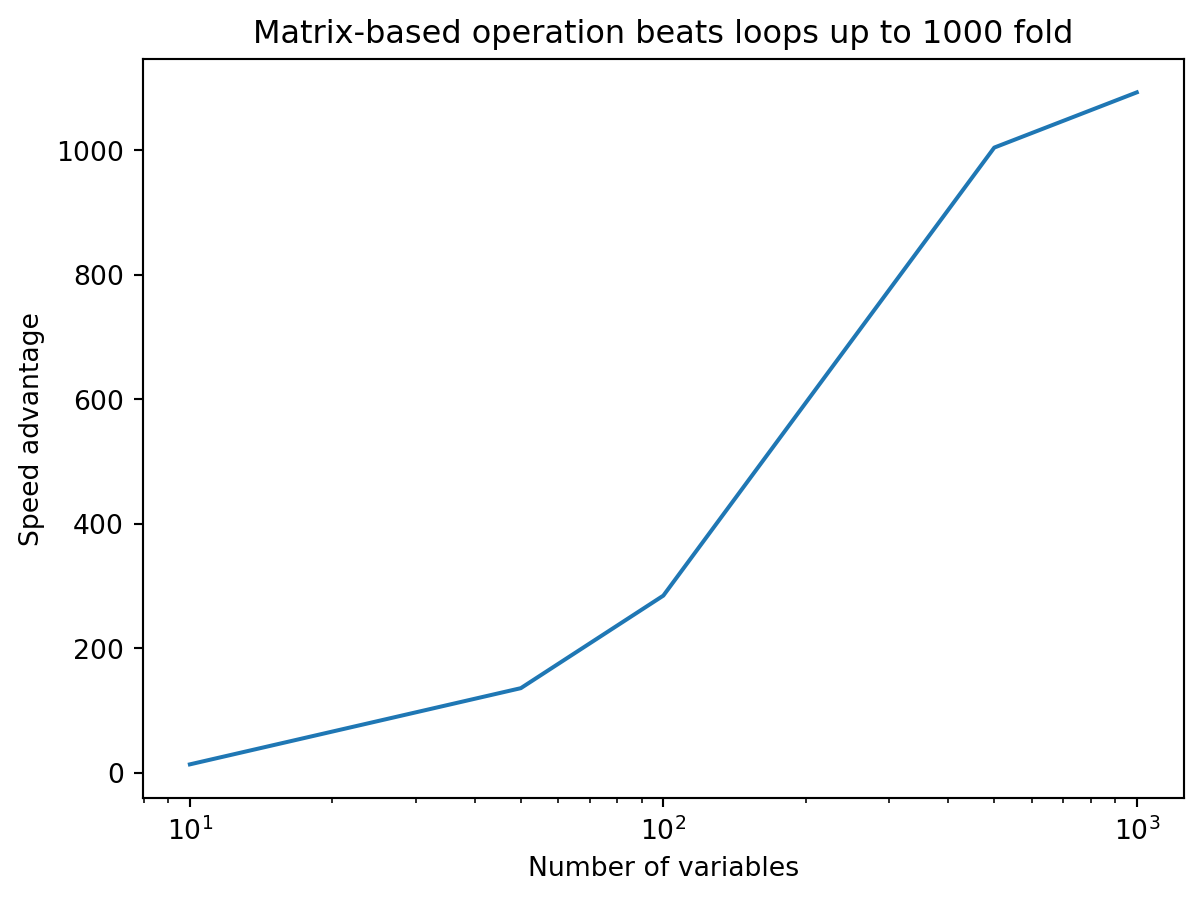 Matrix-based operation beats loops up to 1000 fold
Speed advantage
1000
800
600
400
200
0
10¹ 10² 10³
Number of variables